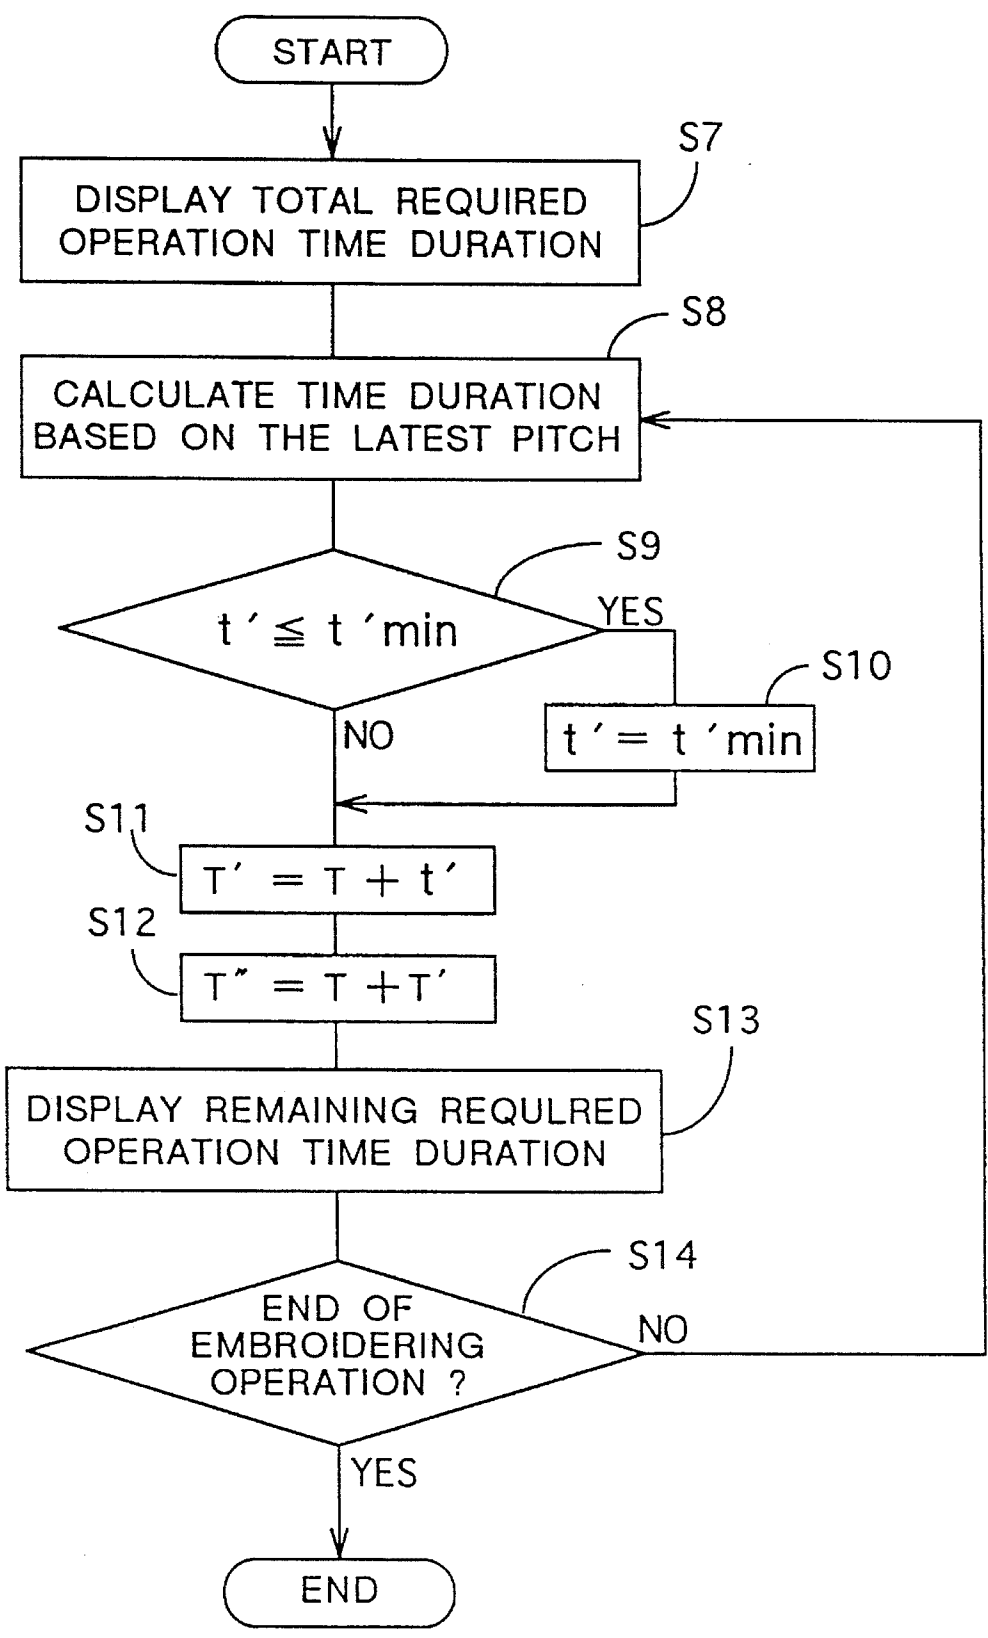 START
S7
DISPLAY TOTAL REQUIRED
OPERATION TIME DURATION
S8
CALCULATE TIME DURATION
BASED ON THE LATEST PITCH
S9
t′ ≦ t′min
YES
S10
t′ = t′min
NO
S11
T′ = T + t′
S12
T″ = T + T′
S13
DISPLAY REMAINING REQULRED
OPERATION TIME DURATION
S14
END OF
EMBROIDERING
OPERATION ?
NO
YES
END